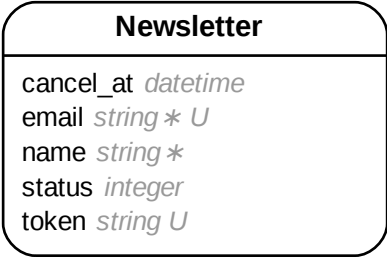 Newsletter
cancel_at datetime
email string ∗ U
name string ∗
status integer
token string U